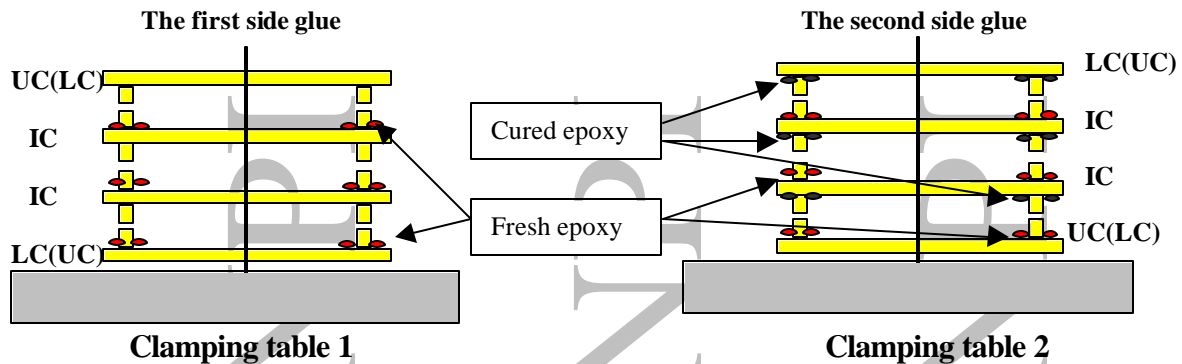 The first side glue
UC(LC)
IC
IC
LC(UC)
Clamping table 1
Cured epoxy
Fresh epoxy
The second side glue
LC(UC)
IC
IC
UC(LC)
Clamping table 2